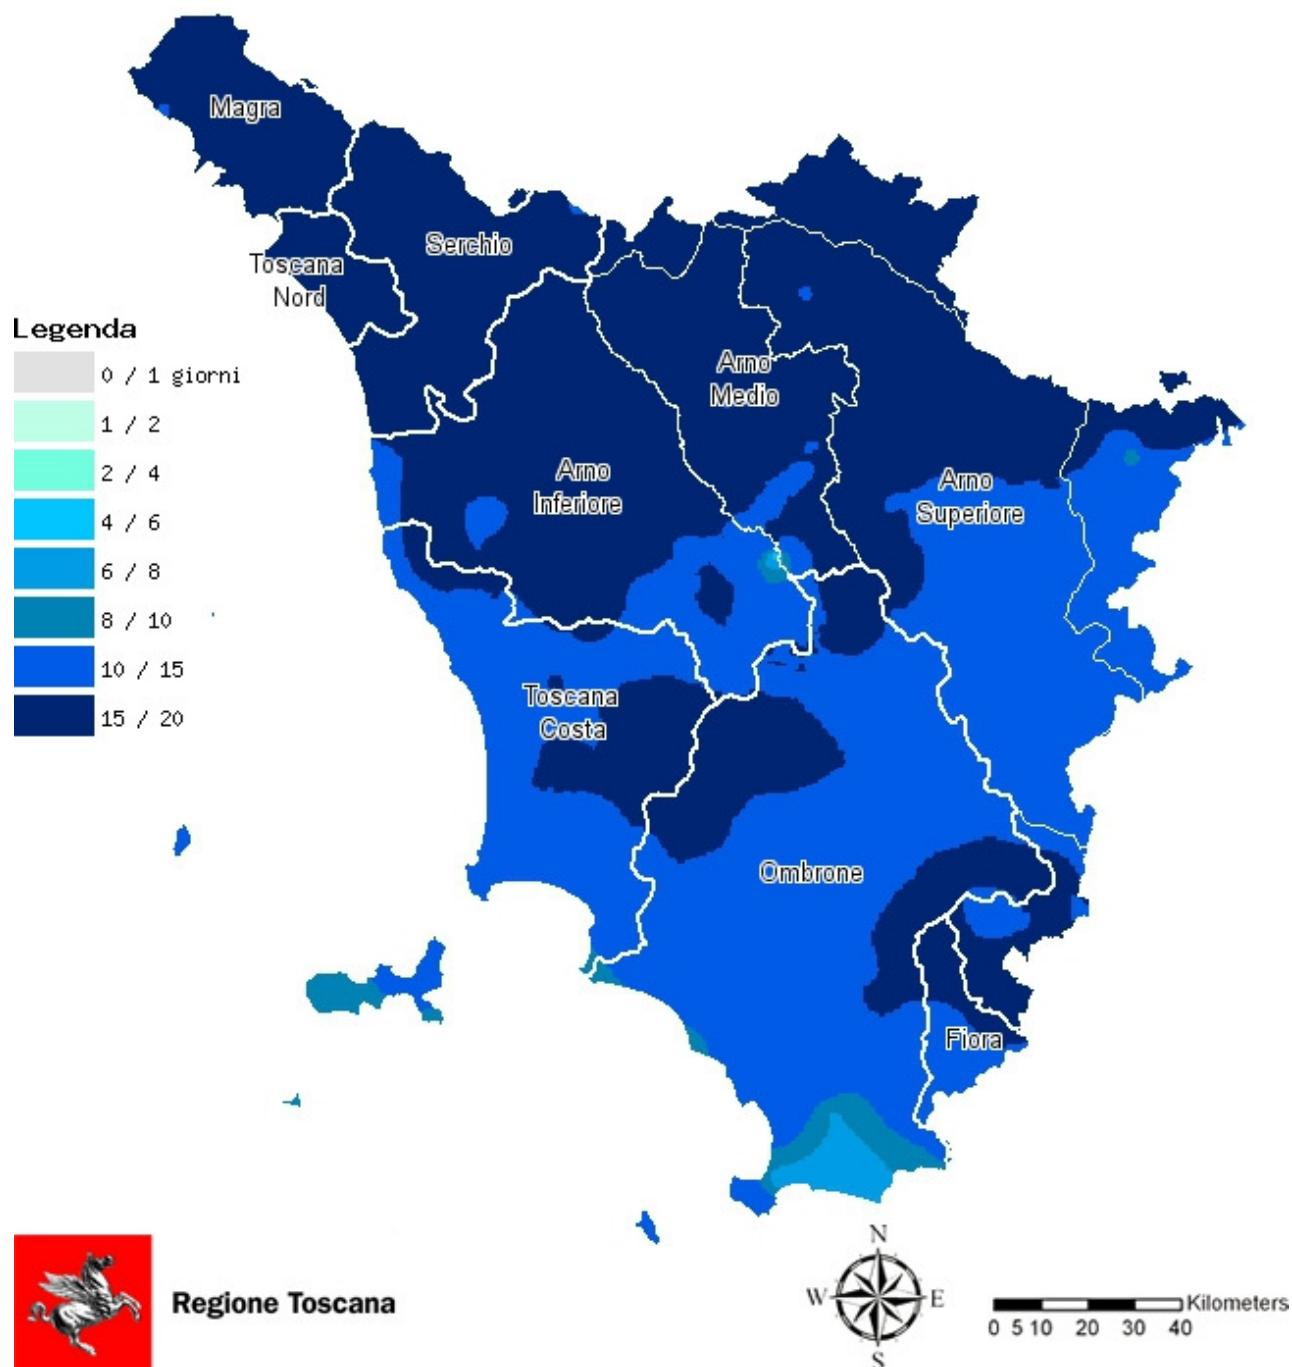 Magra
Serchio
Toscana
Nord
Legenda
0 / 1 giorni
1 / 2
2 / 4
4 / 6
6 / 8
8 / 10
10 / 15
15 / 20
Arno
Medio
Arno
Inferiore
Arno
Superiore
Toscana
Costa
Ombrone
Fiora
Regione Toscana
N
W E
S
Kilometers
0 5 10 20 30 40